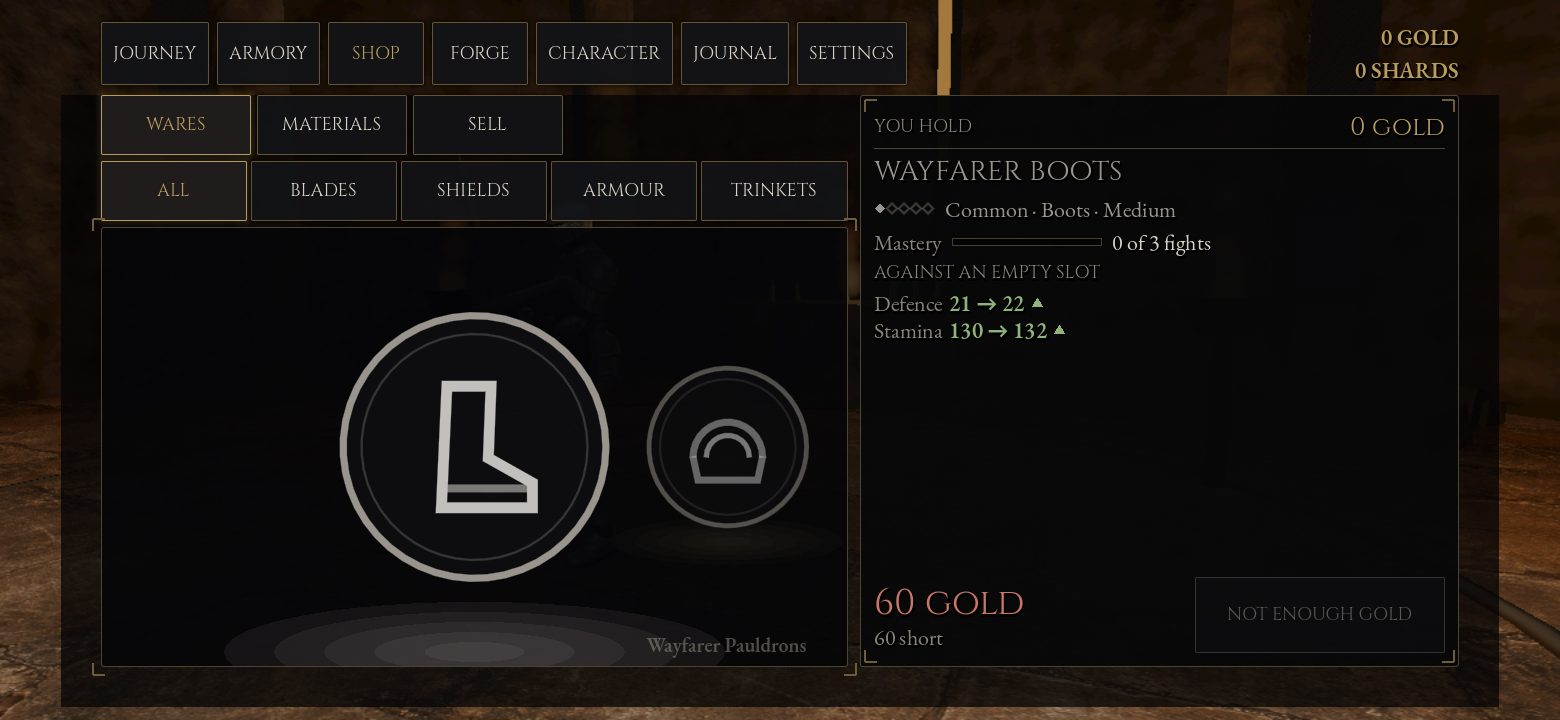 JOURNEY ARMORY SHOP FORGE CHARACTER JOURNAL SETTINGS
0 GOLD
0 SHARDS
WARES MATERIALS SELL
ALL BLADES SHIELDS ARMOUR TRINKETS
Wayfarer Pauldrons
YOU HOLD 0 GOLD
WAYFARER BOOTS
Common · Boots · Medium
Mastery 0 of 3 fights
AGAINST AN EMPTY SLOT
Defence 21 → 22 ▲
Stamina 130 → 132 ▲
60 GOLD
60 short
NOT ENOUGH GOLD